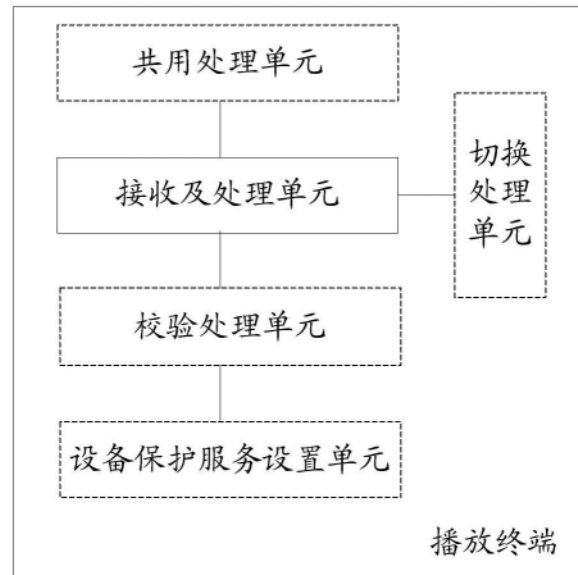 共用处理单元
接收及处理单元
切换
处理
单元
校验处理单元
设备保护服务设置单元
播放终端